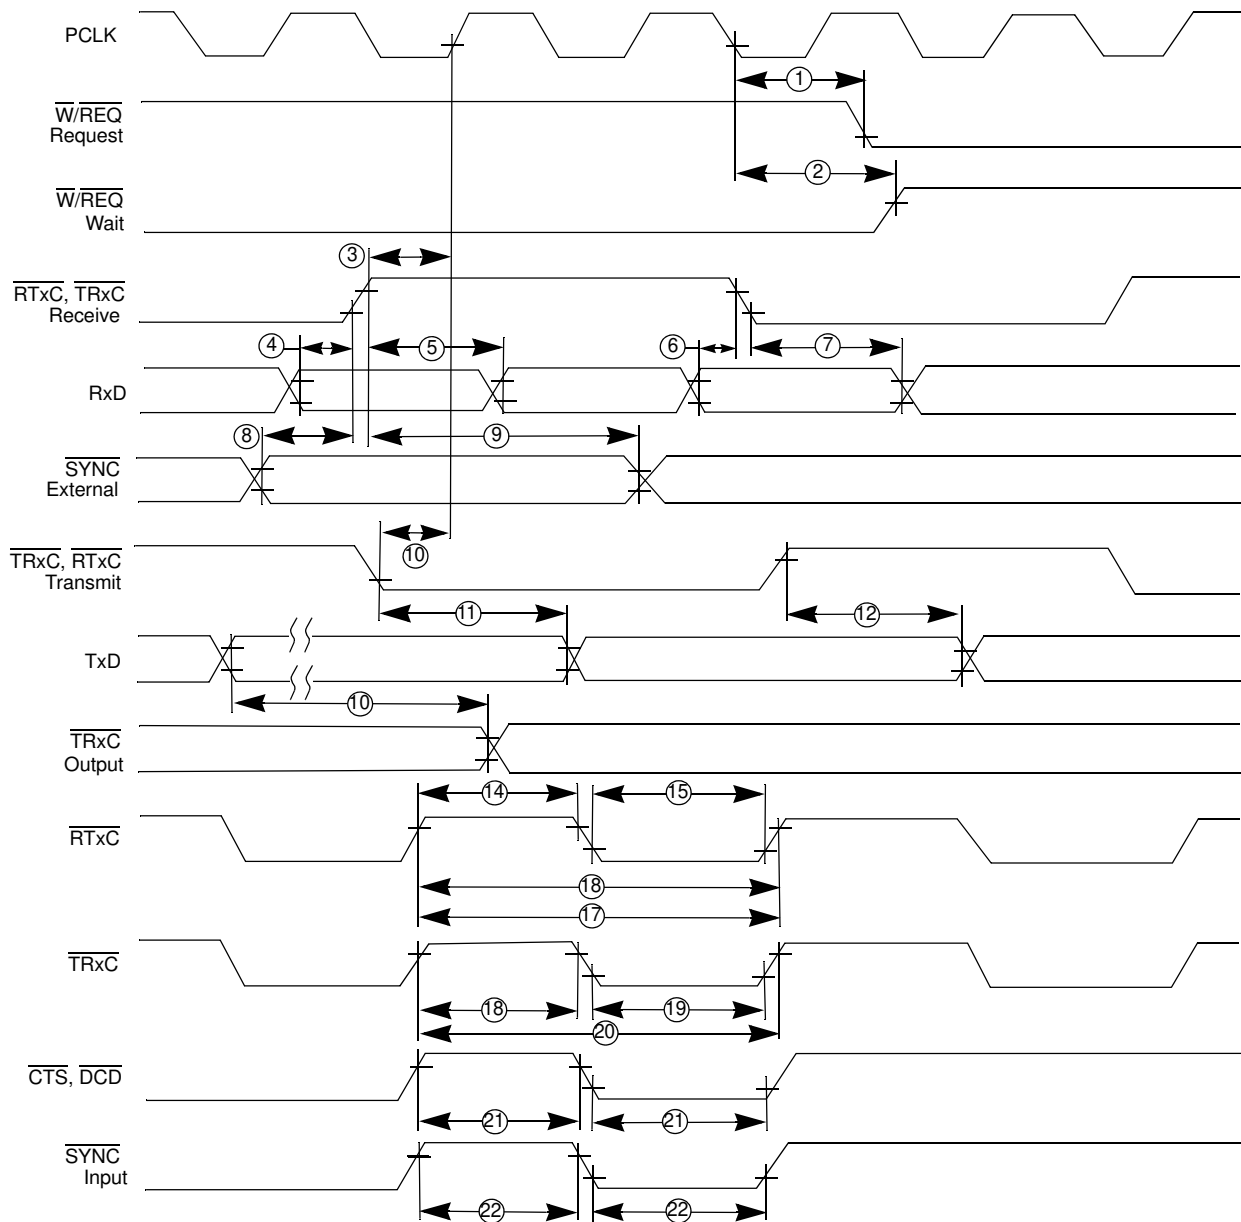 PCLK
1
W/REQ
Request
2
W/REQ
Wait
3
RTxC, TRxC
Receive
4
5
6
7
RxD
8
9
SYNC
External
10
TRxC, RTxC
Transmit
11
12
TxD
10
TRxC
Output
14
15
RTxC
18
17
TRxC
18
19
20
CTS, DCD
21
21
SYNC
Input
22
22